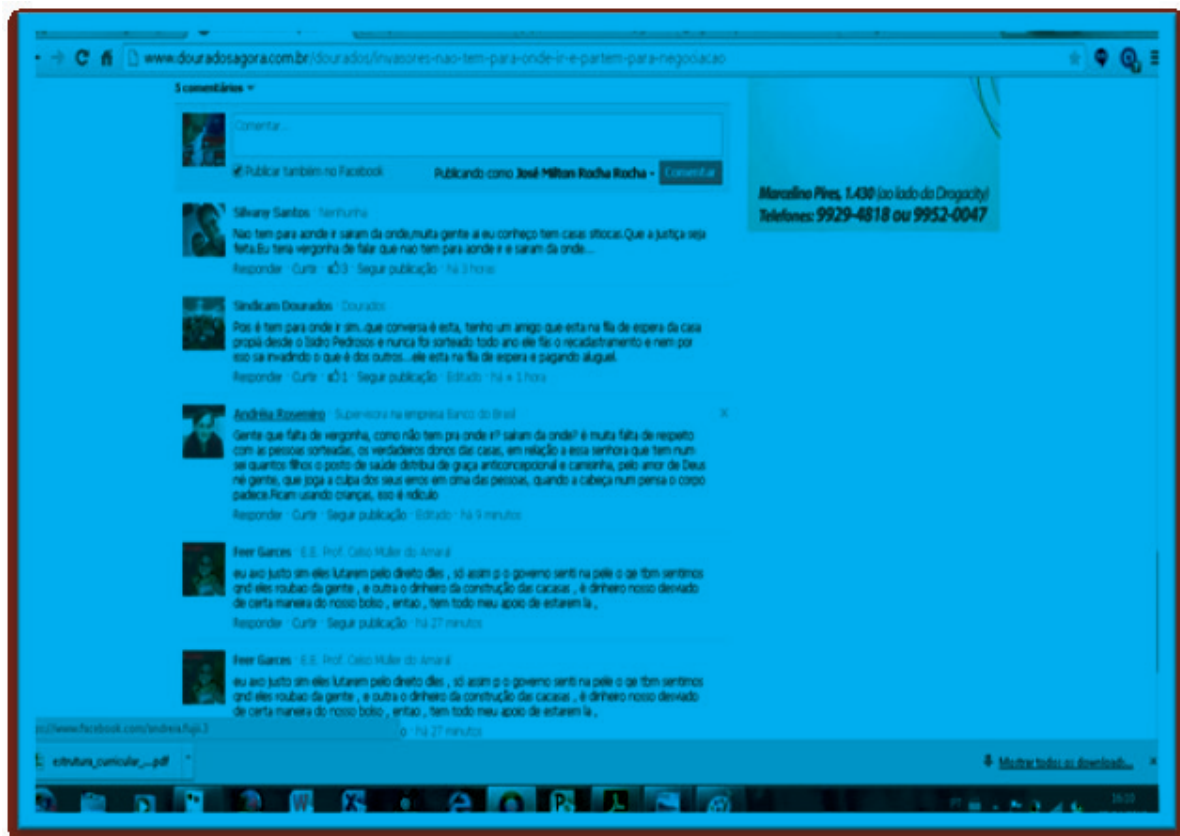 www.douradosagora.com.br/dourados/invasores-nao-tem-para-onde-ir-e-partem-para-negociacao
5 comentários
Comentar...
Publicar também no Facebook
Publicando como José Milton Rocha Rocha
Comentar
Marcelino Pires, 1.430 (ao lado da Drogacity)
Telefones: 9929-4818 ou 9952-0047
Silvany Santos · Nenhuma
Nao tem para aonde ir sairam da onde,muita gente ai eu conheço tem casas sitiocas.Que a justiça seja
feita.Eu teria vergonha de falar que nao tem para aonde ir e sairam da onde....
Responder · Curtir · 3 · Seguir publicação · há 3 horas
Sindicam Dourados · Dourados
Pois é tem para onde ir sim..que conversa é esta, tenho um amigo que esta na fila de espera da casa
propiá desde o Isidro Pedrosos e nunca foi sorteado todo ano ele fás o recadastramento e nem por
isso sai invadindo o que é dos outros...ele esta na fila de espera e pagando aluguel.
Responder · Curtir · 1 · Seguir publicação · Editado · há ± 1 hora
Andréia · Supervisora na empresa Banco do Brasil
Gente que falta de vergonha, como não tem pra onde ir? sairam da onde? é muita falta de respeito
com as pessoas sorteadas, os verdadeiros donos das casas, em relação a essa senhora que tem num
sei quantos filhos o posto de saúde distribui de graça anticoncepcional e camisinha, pelo amor de Deus
né gente, que joga a culpa dos seus erros em cima das pessoas, quando a cabeça num pensa o corpo
padece.Ficam usando crianças, isso é ridículo
Responder · Curtir · Seguir publicação · Editado · há 9 minutos
Feer Garces · E.E. Prof. Celso Müller do Amaral
eu axo justo sim eles lutarem pelo direito dles , só assim p o governo senti na pele o qe tbm sentimos
qnd eles roubao da gente , e outra o dinheiro da construção das cacasas , é dinheiro nosso desviado
de certa maneira do nosso bolso , entao , tem todo meu apoio de estarem la ,
Responder · Curtir · Seguir publicação · há 27 minutos
Feer Garces · E.E. Prof. Celso Müller do Amaral
eu axo justo sim eles lutarem pelo direito dles , só assim p o governo senti na pele o qe tbm sentimos
qnd eles roubao da gente , e outra o dinheiro da construção das cacasas , é dinheiro nosso desviado
de certa maneira do nosso bolso , entao , tem todo meu apoio de estarem la ,
há 27 minutos
estrutura_curricular_....pdf
Mostrar todos os downloads...
PT
16:10